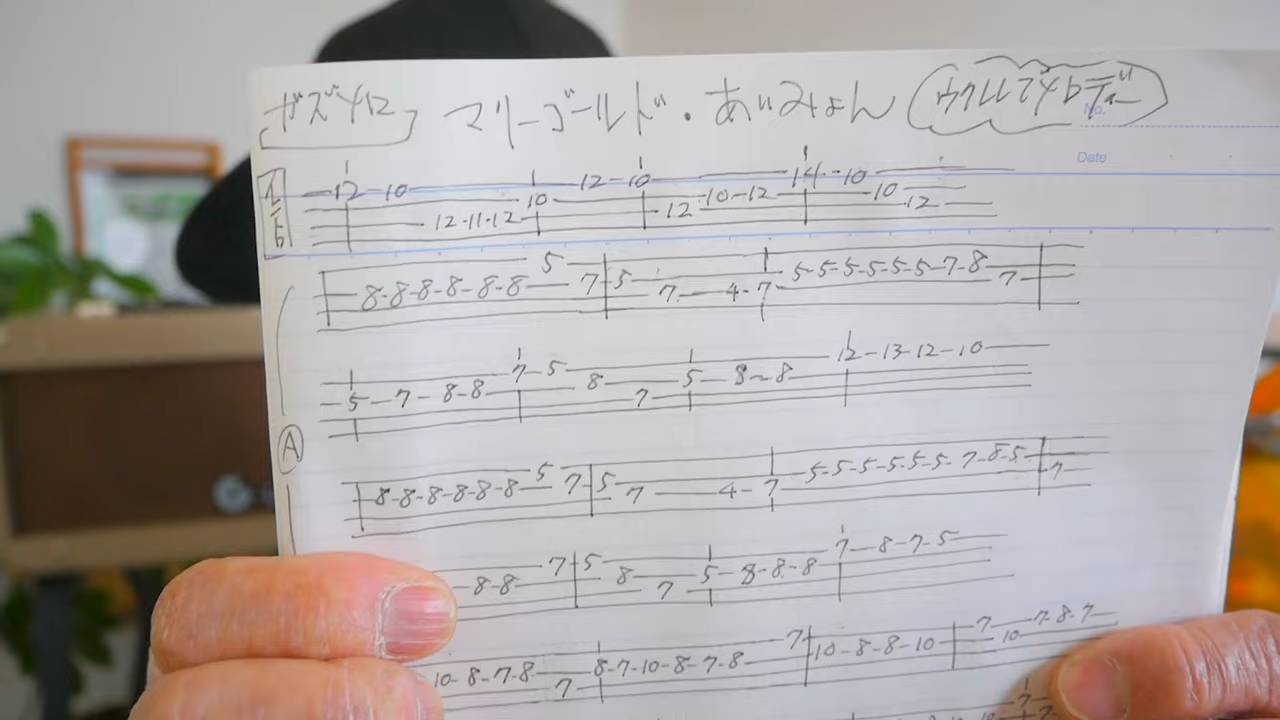 ガズメロ マリーゴールド・あいみょん ウクレレでメロディー
No.
Date
イントロ
12-10 12-10 14-10
10 10-12 10
12-11-12 12 12
5 5-5-5-5-5-5-7-8
8-8-8-8-8-8 7 5 7 4-7 7
12-13-12-10
7-5
5-7-8-8 8 7 5-8~8
A
5 5-5-5-5-5-5-7-8-5
8-8-8-8-8-8 7 5 7 4-7 7
8-8 7 5 8 7 5-8-8-8 7-8-7-5
10-8-7-8 7 8-7-10-8-7-8 7 10-8-8-10 7 10 7-8-7